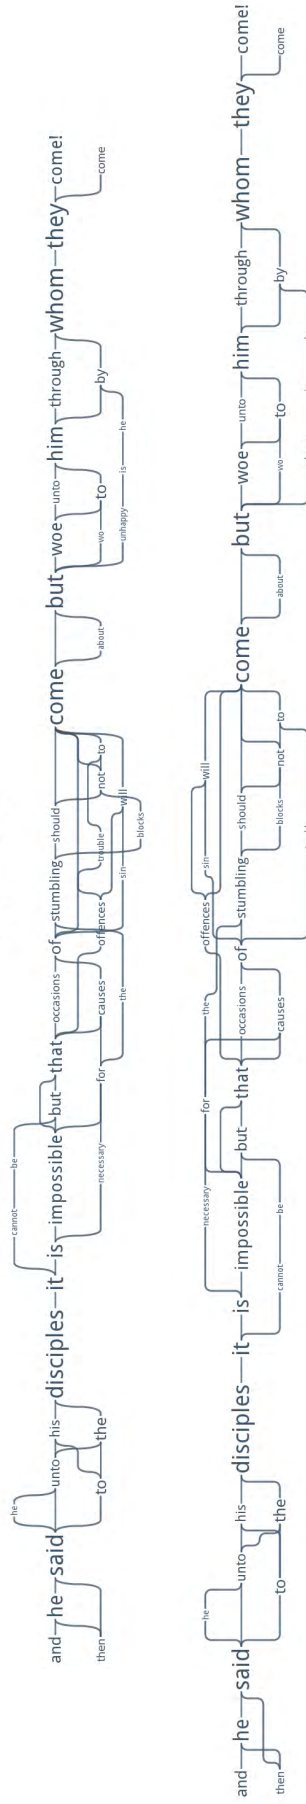 he cannot be
and he said unto his disciples it is impossible but that occasions of stumbling should come but woe unto him through whom they come!
then to the necessary for causes offences trouble not to about wo to by come
the sin will unhappy is he
blocks
he necessary for the offences sin will
and he said unto his disciples it is impossible but that occasions of stumbling should come but woe unto him through whom they come!
then to the cannot be causes blocks not to about wo to by come